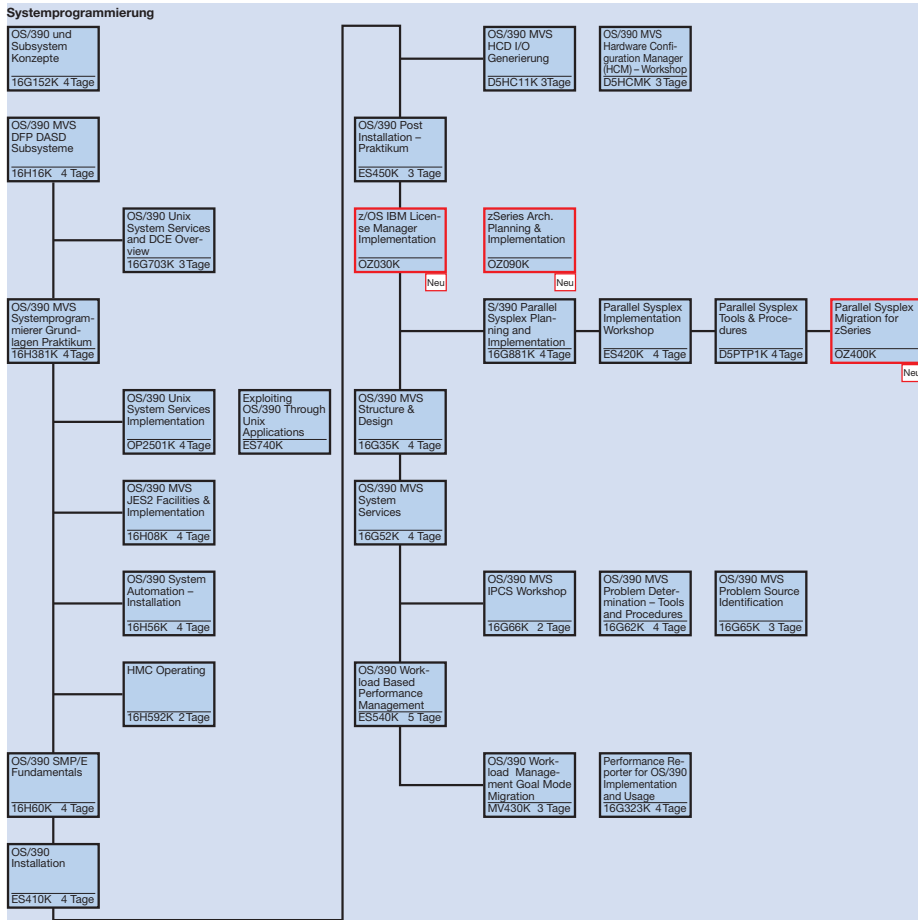 Systemprogrammierung
OS/390 und
Subsystem
Konzepte
16G152K 4 Tage
OS/390 MVS
DFP DASD
Subsysteme
16H16K 4 Tage
OS/390 Unix
System Services
and DCE Over-
view
16G703K 3 Tage
OS/390 MVS
Systemprogram-
mierer Grund-
lagen Praktikum
16H381K 4 Tage
OS/390 Unix
System Services
Implementation
OP2501K 4 Tage
Exploiting
OS/390 Through
Unix
Applications
ES740K
OS/390 MVS
JES2 Facilities &
Implementation
16H08K 4 Tage
OS/390 System
Automation –
Installation
16H56K 4 Tage
HMC Operating
16H592K 2 Tage
OS/390 SMP/E
Fundamentals
16H60K 4 Tage
OS/390
Installation
ES410K 4 Tage
OS/390 MVS
HCD I/O
Generierung
D5HC11K 3 Tage
OS/390 MVS
Hardware Confi-
guration Manager
(HCM) – Workshop
D5HCMK 3 Tage
OS/390 Post
Installation –
Praktikum
ES450K 3 Tage
z/OS IBM Licen-
se Manager
Implementation
OZ030K
Neu
zSeries Arch.
Planning &
Implementation
OZ090K
Neu
S/390 Parallel
Sysplex Plan-
ning and
Implementation
16G881K 4 Tage
Parallel Sysplex
Implementation
Workshop
ES420K 4 Tage
Parallel Sysplex
Tools & Proce-
dures
D5PTP1K 4 Tage
Parallel Sysplex
Migration for
zSeries
OZ400K
Neu
OS/390 MVS
Structure &
Design
16G35K 4 Tage
OS/390 MVS
System
Services
16G52K 4 Tage
OS/390 MVS
IPCS Workshop
16G66K 2 Tage
OS/390 MVS
Problem Deter-
mination – Tools
and Procedures
16G62K 4 Tage
OS/390 MVS
Problem Source
Identification
16G65K 3 Tage
OS/390 Work-
load Based
Performance
Management
ES540K 5 Tage
OS/390 Work-
load Manage-
ment Goal Mode
Migration
MV430K 3 Tage
Performance Re-
porter for OS/390
Implementation
and Usage
16G323K 4 Tage